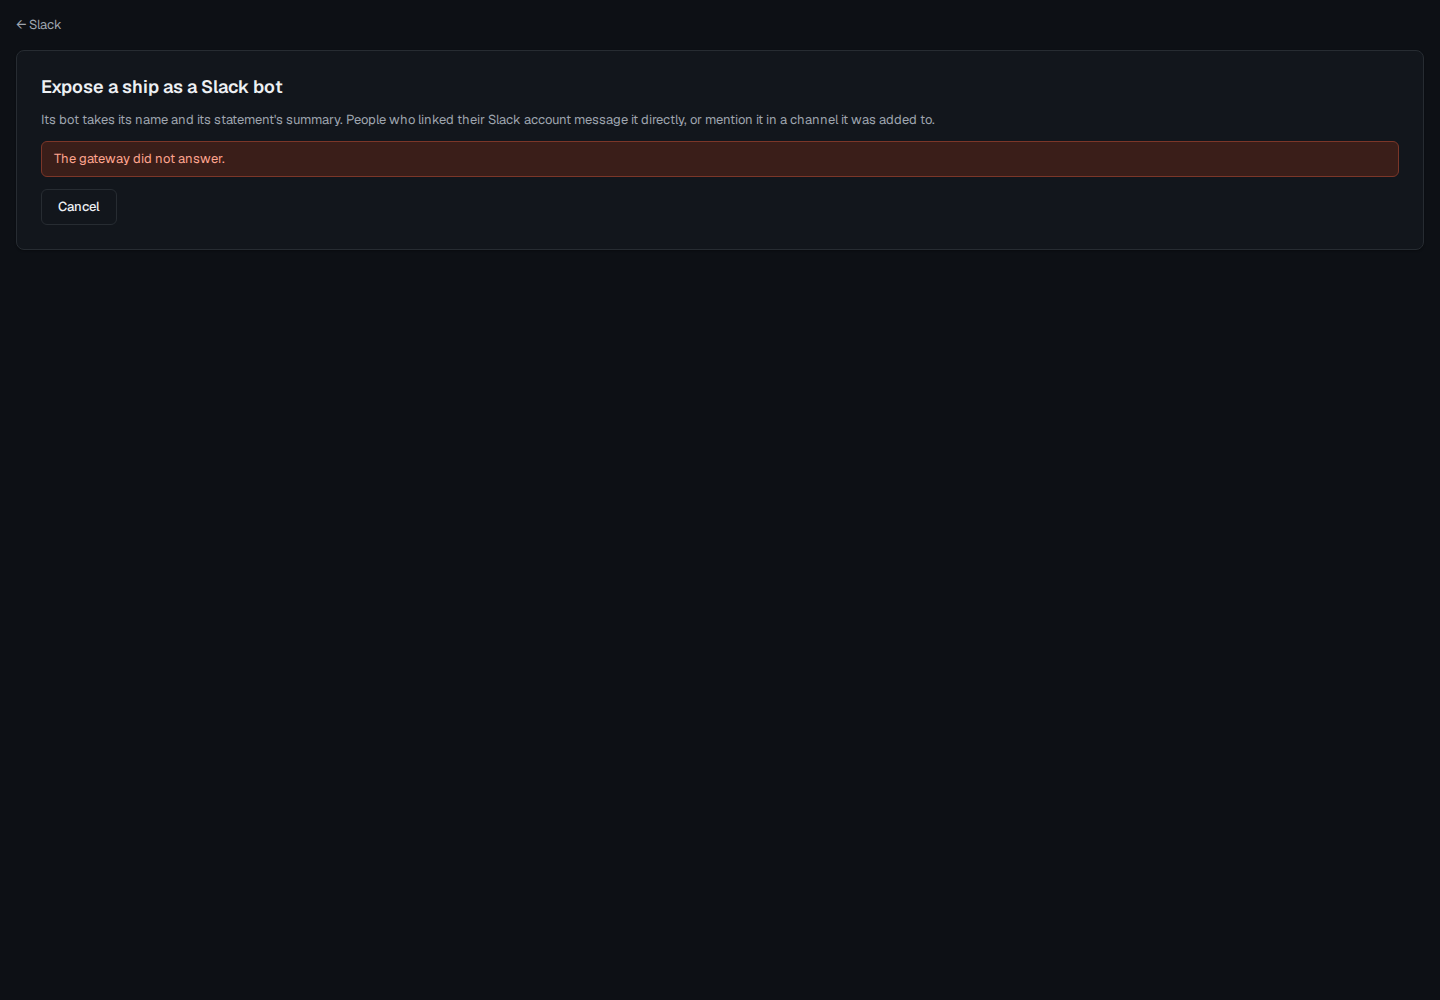 ← Slack
Expose a ship as a Slack bot
Its bot takes its name and its statement's summary. People who linked their Slack account message it directly, or mention it in a channel it was added to.
The gateway did not answer.
Cancel